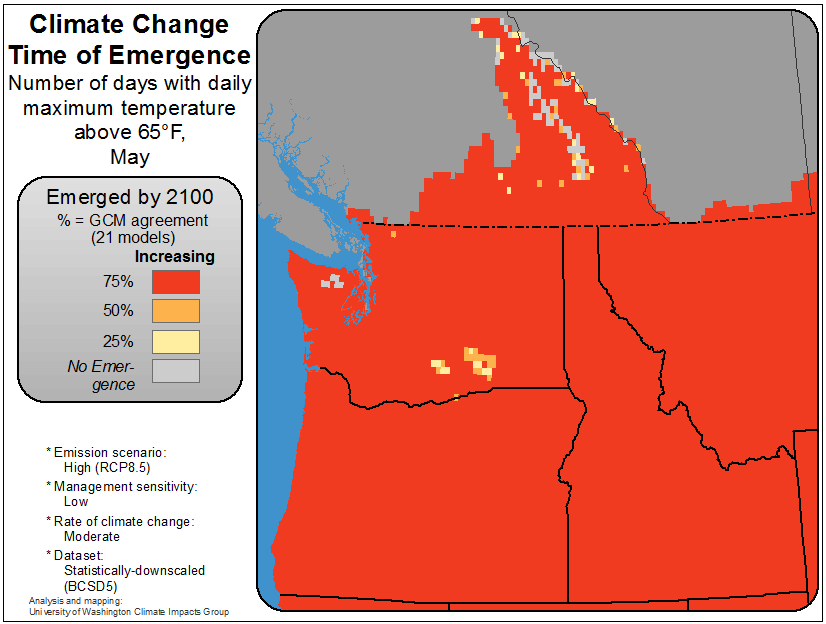 Climate Change
Time of Emergence
Number of days with daily
maximum temperature
above 65°F,
May
Emerged by 2100
% = GCM agreement
(21 models)
Increasing
75%
50%
25%
No Emer-
gence
* Emission scenario:
High (RCP8.5)
* Management sensitivity:
Low
* Rate of climate change:
Moderate
* Dataset:
Statistically-downscaled
(BCSD5)
Analysis and mapping:
University of Washington Climate Impacts Group